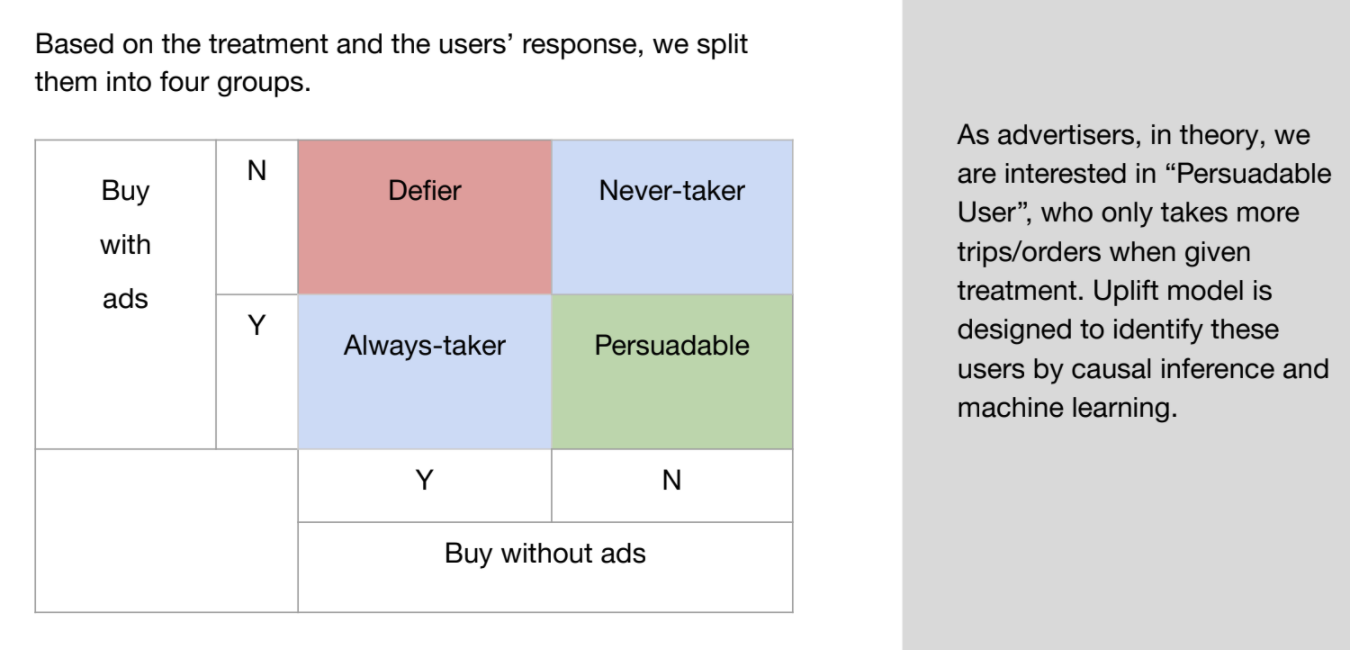 Based on the treatment and the users’ response, we split
them into four groups.
Buy
with
ads
N
Defier
Never-taker
Y
Always-taker
Persuadable
Y
N
Buy without ads
As advertisers, in theory, we
are interested in “Persuadable
User”, who only takes more
trips/orders when given
treatment. Uplift model is
designed to identify these
users by causal inference and
machine learning.